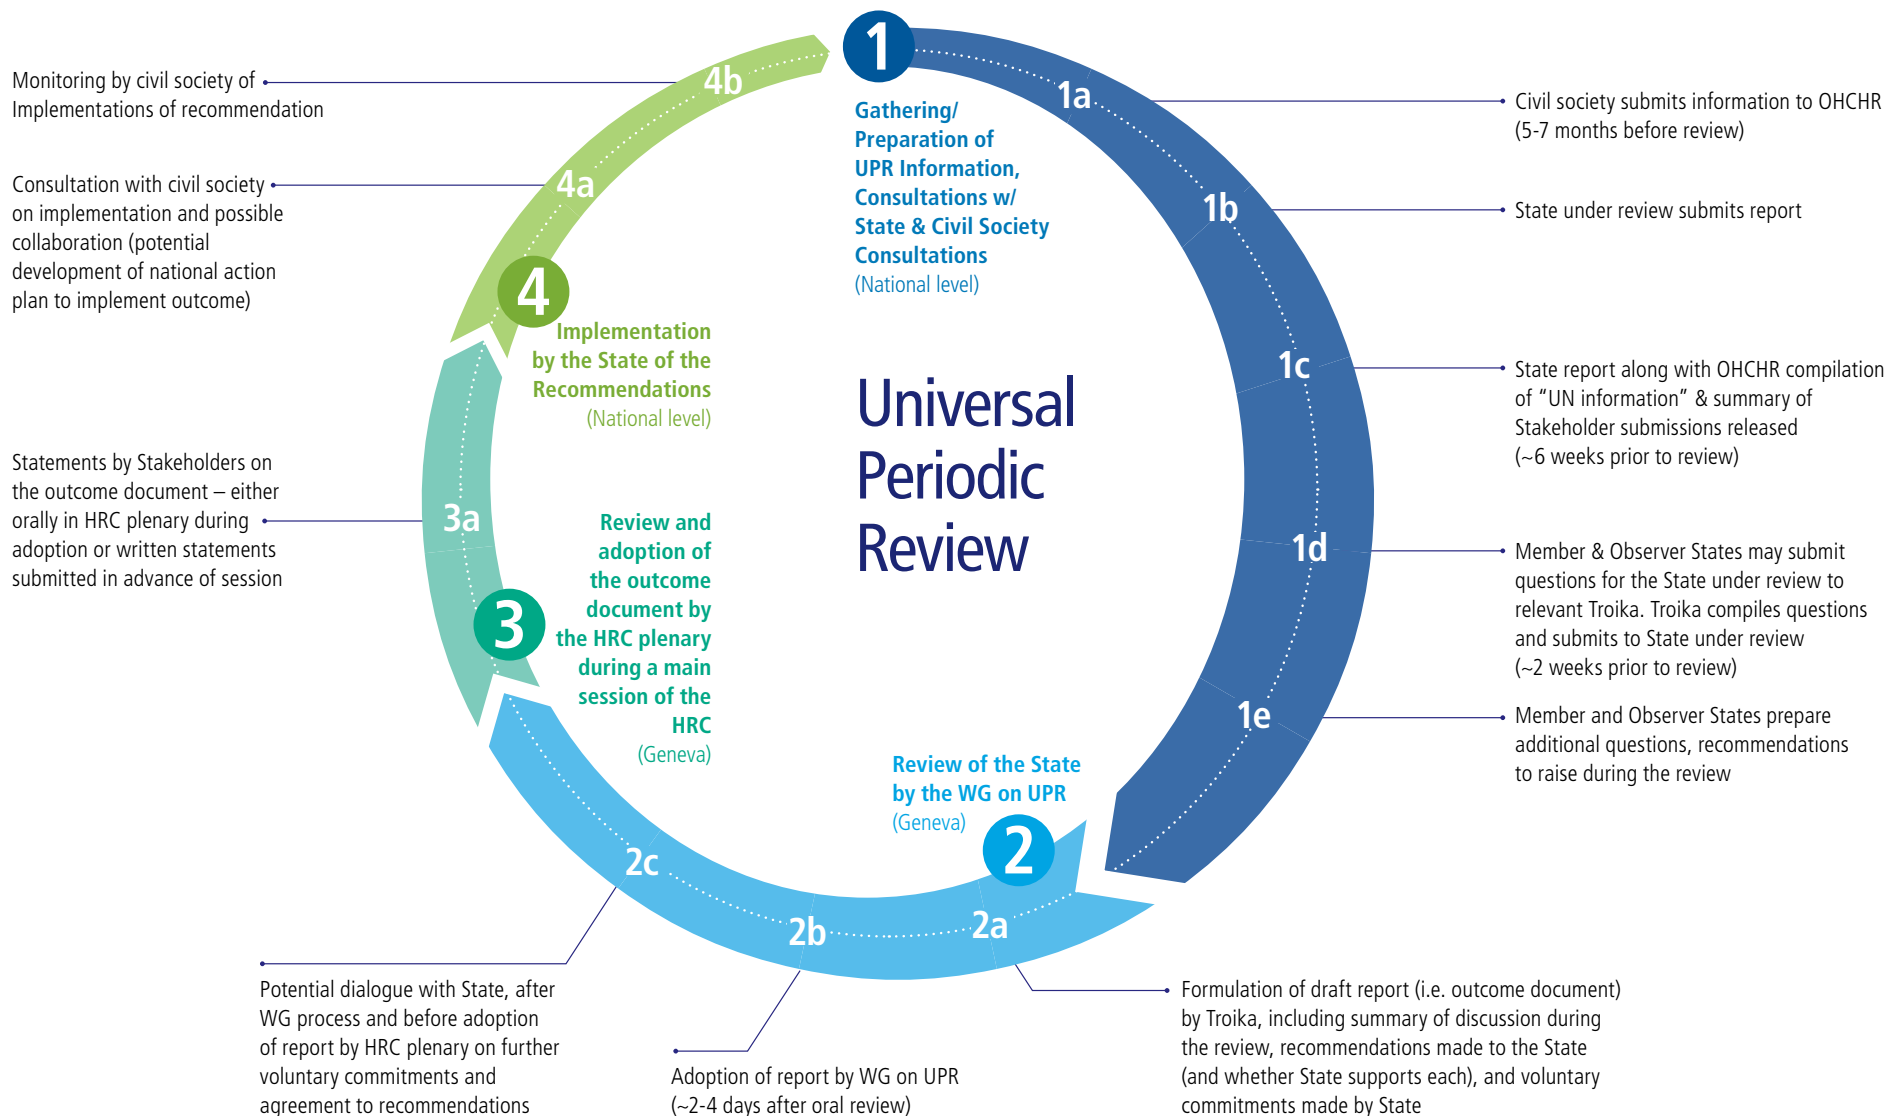 Universal
Periodic
Review
1
Gathering/
Preparation of
UPR Information,
Consultations w/
State & Civil Society
Consultations
(National level)
1a
Civil society submits information to OHCHR
(5-7 months before review)
1b
State under review submits report
1c
State report along with OHCHR compilation
of “UN information” & summary of
Stakeholder submissions released
(~6 weeks prior to review)
1d
Member & Observer States may submit
questions for the State under review to
relevant Troika. Troika compiles questions
and submits to State under review
(~2 weeks prior to review)
1e
Member and Observer States prepare
additional questions, recommendations
to raise during the review
2
Review of the State
by the WG on UPR
(Geneva)
2a
Formulation of draft report (i.e. outcome document)
by Troika, including summary of discussion during
the review, recommendations made to the State
(and whether State supports each), and voluntary
commitments made by State
2b
Adoption of report by WG on UPR
(~2-4 days after oral review)
2c
Potential dialogue with State, after
WG process and before adoption
of report by HRC plenary on further
voluntary commitments and
agreement to recommendations
3
Review and
adoption of
the outcome
document by
the HRC plenary
during a main
session of the
HRC
(Geneva)
3a
Statements by Stakeholders on
the outcome document – either
orally in HRC plenary during
adoption or written statements
submitted in advance of session
4
Implementation
by the State of the
Recommendations
(National level)
4a
Consultation with civil society
on implementation and possible
collaboration (potential
development of national action
plan to implement outcome)
4b
Monitoring by civil society of
Implementations of recommendation